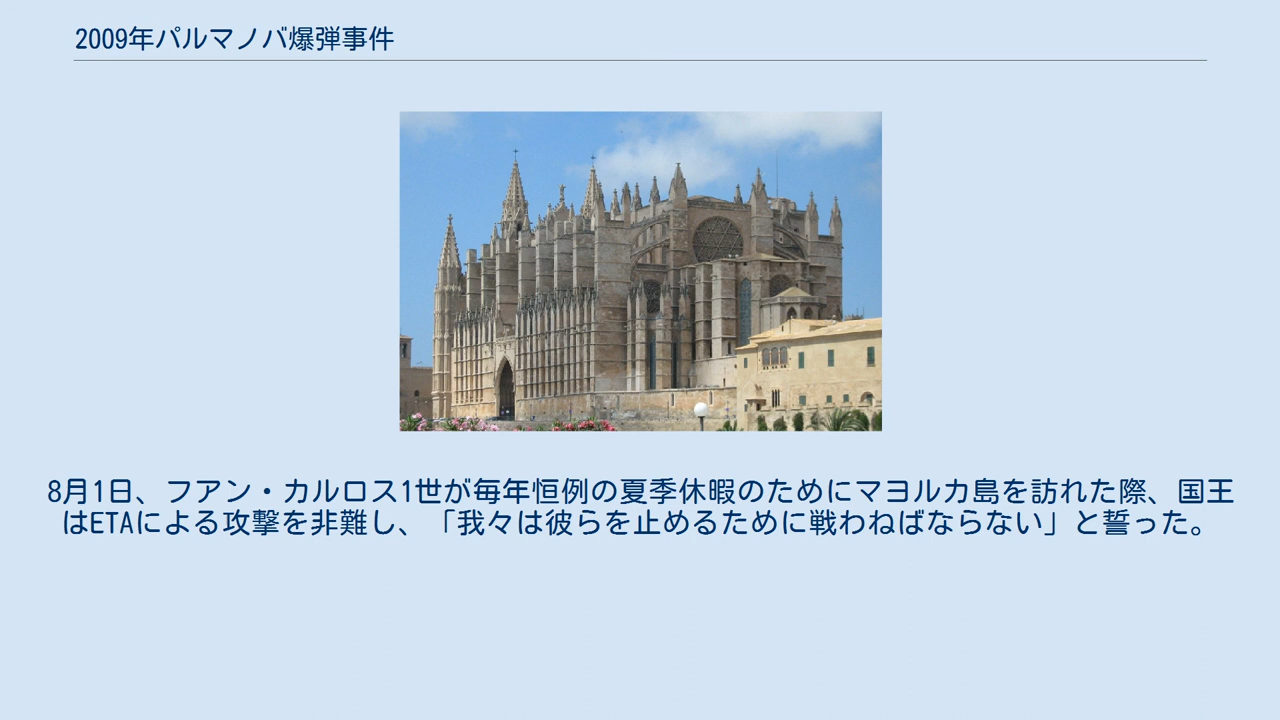 2009年パルマノバ爆弾事件
8月1日、フアン・カルロス1世が毎年恒例の夏季休暇のためにマヨルカ島を訪れた際、国王
はETAによる攻撃を非難し、「我々は彼らを止めるために戦わねばならない」と誓った。